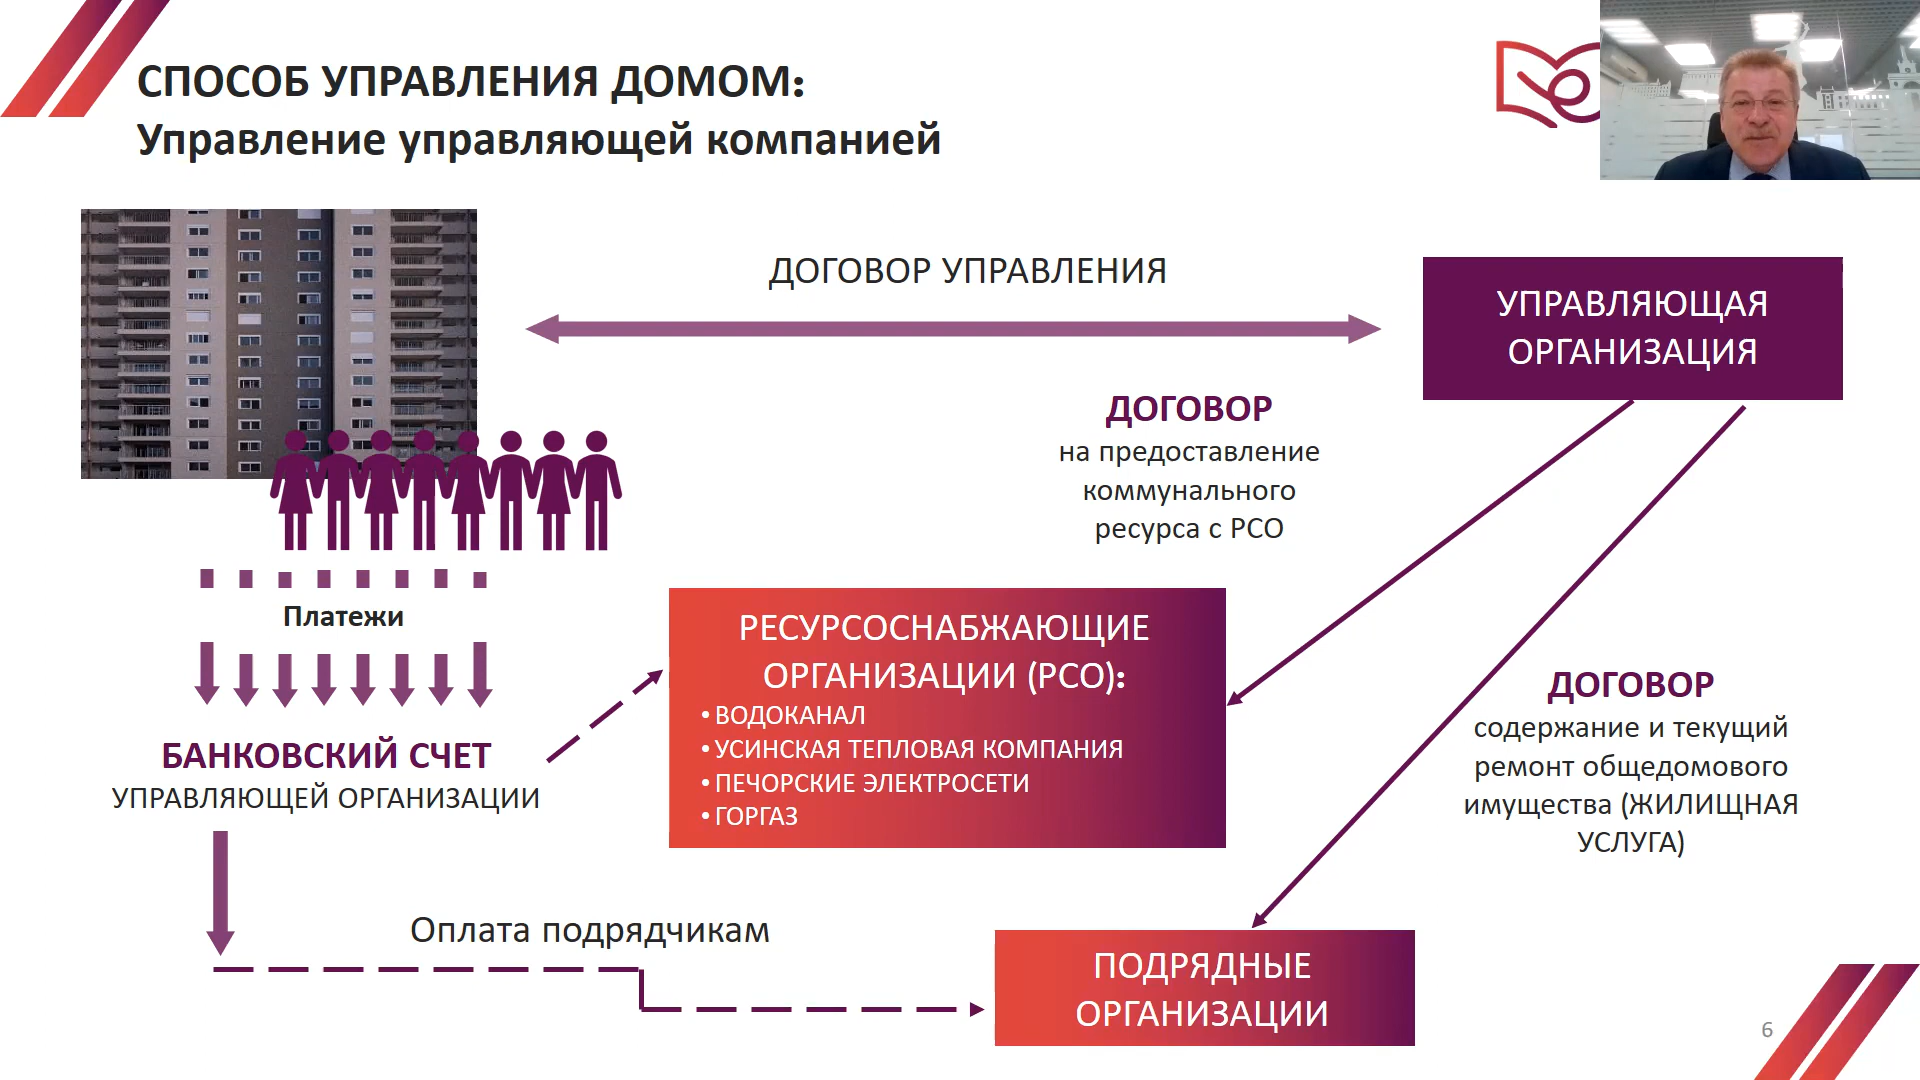 СПОСОБ УПРАВЛЕНИЯ ДОМОМ:
Управление управляющей компанией
ДОГОВОР УПРАВЛЕНИЯ
УПРАВЛЯЮЩАЯ
ОРГАНИЗАЦИЯ
ДОГОВОР
на предоставление
коммунального
ресурса с РСО
Платежи
РЕСУРСОСНАБЖАЮЩИЕ
ОРГАНИЗАЦИИ (РСО):
• ВОДОКАНАЛ
• УСИНСКАЯ ТЕПЛОВАЯ КОМПАНИЯ
• ПЕЧОРСКИЕ ЭЛЕКТРОСЕТИ
• ГОРГАЗ
БАНКОВСКИЙ СЧЕТ
УПРАВЛЯЮЩЕЙ ОРГАНИЗАЦИИ
ДОГОВОР
содержание и текущий
ремонт общедомового
имущества (ЖИЛИЩНАЯ
УСЛУГА)
Оплата подрядчикам
ПОДРЯДНЫЕ
ОРГАНИЗАЦИИ
6